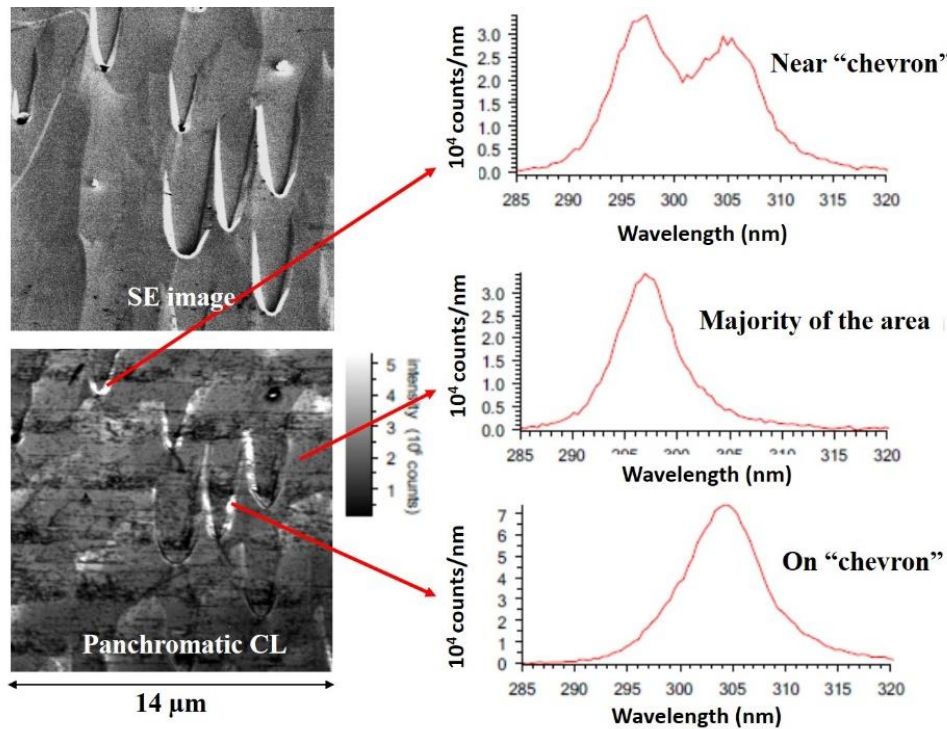 SE image
Panchromatic CL
14 µm
5
4
3
2
1
intensity (10⁶ counts)
10⁴ counts/nm
3.0
2.5
2.0
1.5
1.0
0.5
0.0
285 290 295 300 305 310 315 320
Wavelength (nm)
Near “chevron”
10⁴ counts/nm
3.0
2.5
2.0
1.5
1.0
0.5
0.0
285 290 295 300 305 310 315 320
Wavelength (nm)
Majority of the area
10⁴ counts/nm
7
6
5
4
3
2
1
0
285 290 295 300 305 310 315 320
Wavelength (nm)
On “chevron”